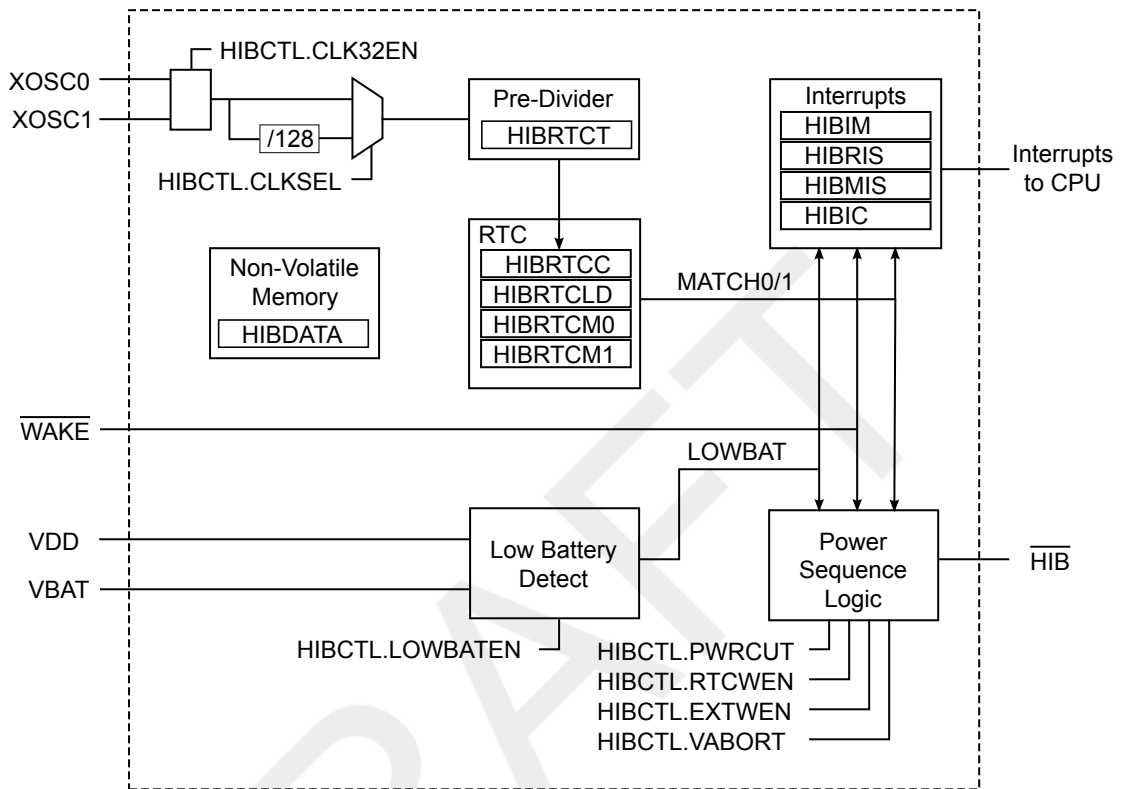 HIBCTL.CLK32EN
XOSC0
XOSC1
/128
HIBCTL.CLKSEL
Pre-Divider
HIBRTCT
Interrupts
HIBIM
HIBRIS
HIBMIS
HIBIC
Interrupts
to CPU
Non-Volatile
Memory
HIBDATA
RTC
HIBRTCC
HIBRTCLD
HIBRTCM0
HIBRTCM1
MATCH0/1
WAKE
LOWBAT
VDD
VBAT
Low Battery
Detect
HIBCTL.LOWBATEN
Power
Sequence
Logic
HIB
HIBCTL.PWRCUT
HIBCTL.RTCWEN
HIBCTL.EXTWEN
HIBCTL.VABORT